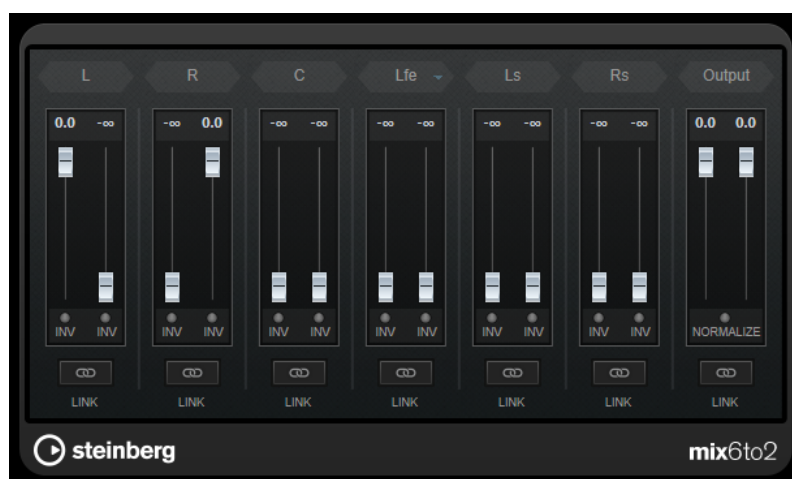 L R C Lfe Ls Rs Output
0.0 -∞ -∞ 0.0 -∞ -∞ -∞ -∞ -∞ -∞ -∞ -∞ 0.0 0.0
INV INV INV INV INV INV INV INV INV INV INV INV NORMALIZE
LINK LINK LINK LINK LINK LINK LINK
steinberg mix6to2